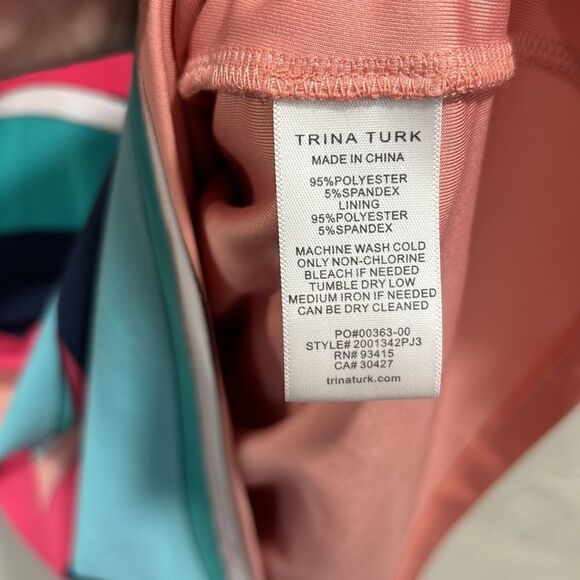 TRINA TURK
MADE IN CHINA
95%POLYESTER
5%SPANDEX
LINING
95%POLYESTER
5%SPANDEX
MACHINE WASH COLD
ONLY NON-CHLORINE
BLEACH IF NEEDED
TUMBLE DRY LOW
MEDIUM IRON IF NEEDED
CAN BE DRY CLEANED
PO#00363-00
STYLE# 2001342PJ3
RN# 93415
CA# 30427
trinaturk.com